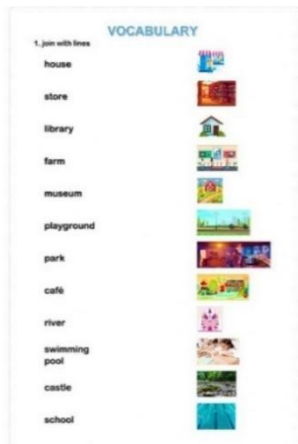 VOCABULARY
1. join with lines
house
store
library
farm
museum
playground
park
café
river
swimming
pool
castle
school